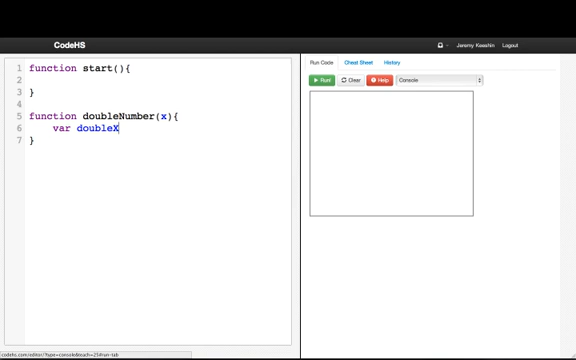 CodeHS
Jeremy Keeshin Logout
Run Code Cheat Sheet History
Run! Clear Help Console
1 function start(){
2
3 }
4
5 function doubleNumber(x){
6 var doubleX
7 }
codehs.com/editor/?type=console&teach=25#run-tab